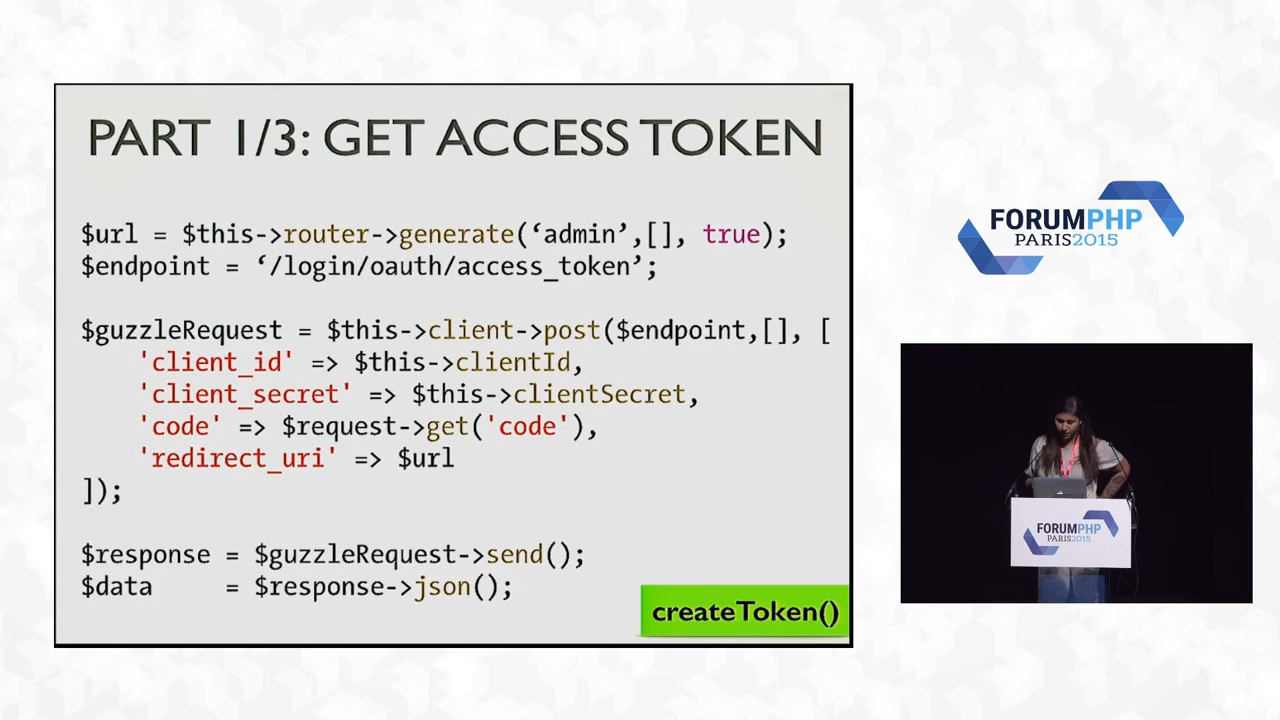 PART 1/3: GET ACCESS TOKEN
$url = $this->router->generate(‘admin’,[], true);
$endpoint = ‘/login/oauth/access_token’;
$guzzleRequest = $this->client->post($endpoint,[], [
'client_id' => $this->clientId,
'client_secret' => $this->clientSecret,
'code' => $request->get('code'),
'redirect_uri' => $url
]);
$response = $guzzleRequest->send();
$data = $response->json();
createToken()
FORUMPHP
PARIS2015
FORUMPHP
PARIS2015